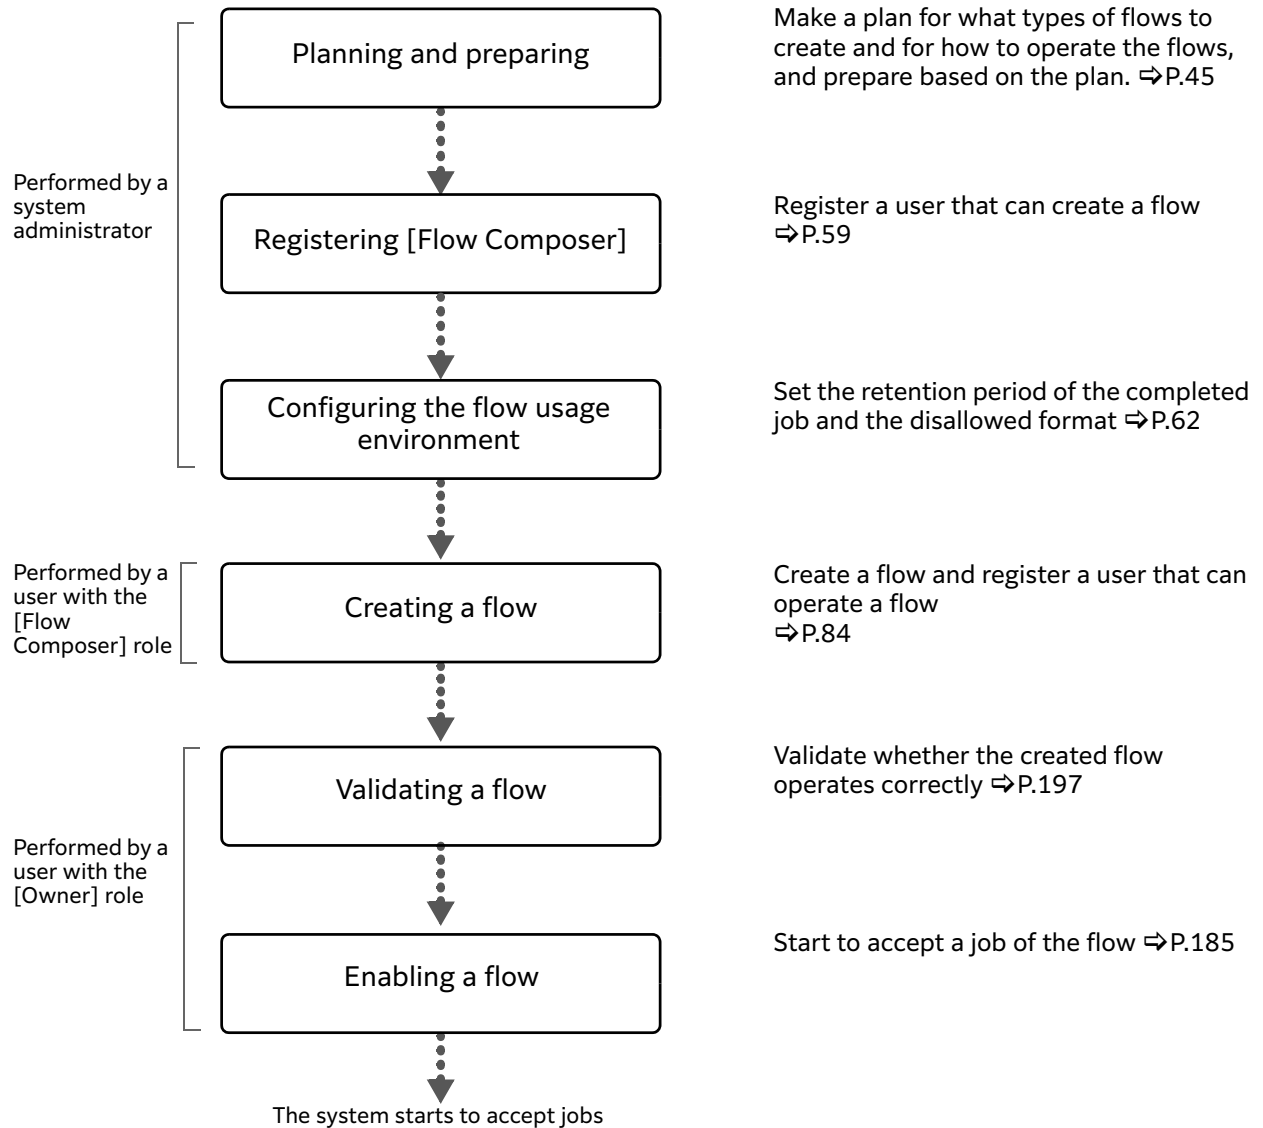 Planning and preparing
Make a plan for what types of flows to
create and for how to operate the flows,
and prepare based on the plan. ⇨P.45
Performed by a
system
administrator
Registering [Flow Composer]
Register a user that can create a flow
⇨P.59
Configuring the flow usage
environment
Set the retention period of the completed
job and the disallowed format ⇨P.62
Performed by a
user with the
[Flow
Composer] role
Creating a flow
Create a flow and register a user that can
operate a flow
⇨P.84
Validating a flow
Validate whether the created flow
operates correctly ⇨P.197
Performed by a
user with the
[Owner] role
Enabling a flow
Start to accept a job of the flow ⇨P.185
The system starts to accept jobs